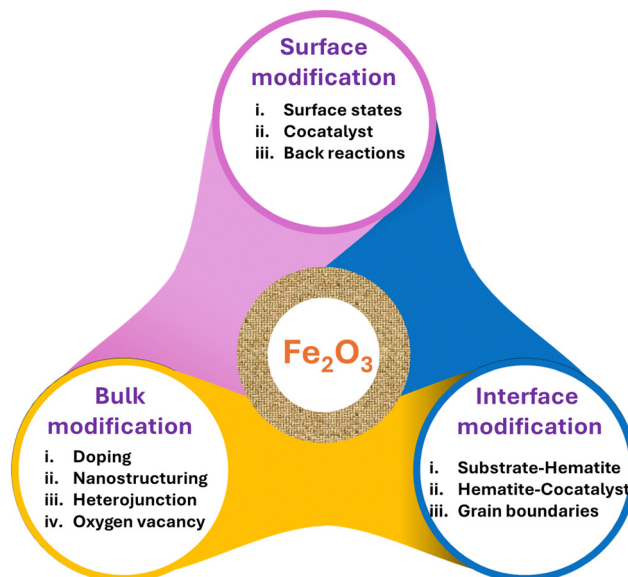 Surface
modification
i. Surface states
ii. Cocatalyst
iii. Back reactions
Fe₂O₃
Bulk
modification
i. Doping
ii. Nanostructuring
iii. Heterojunction
iv. Oxygen vacancy
Interface
modification
i. Substrate-Hematite
ii. Hematite-Cocatalyst
iii. Grain boundaries